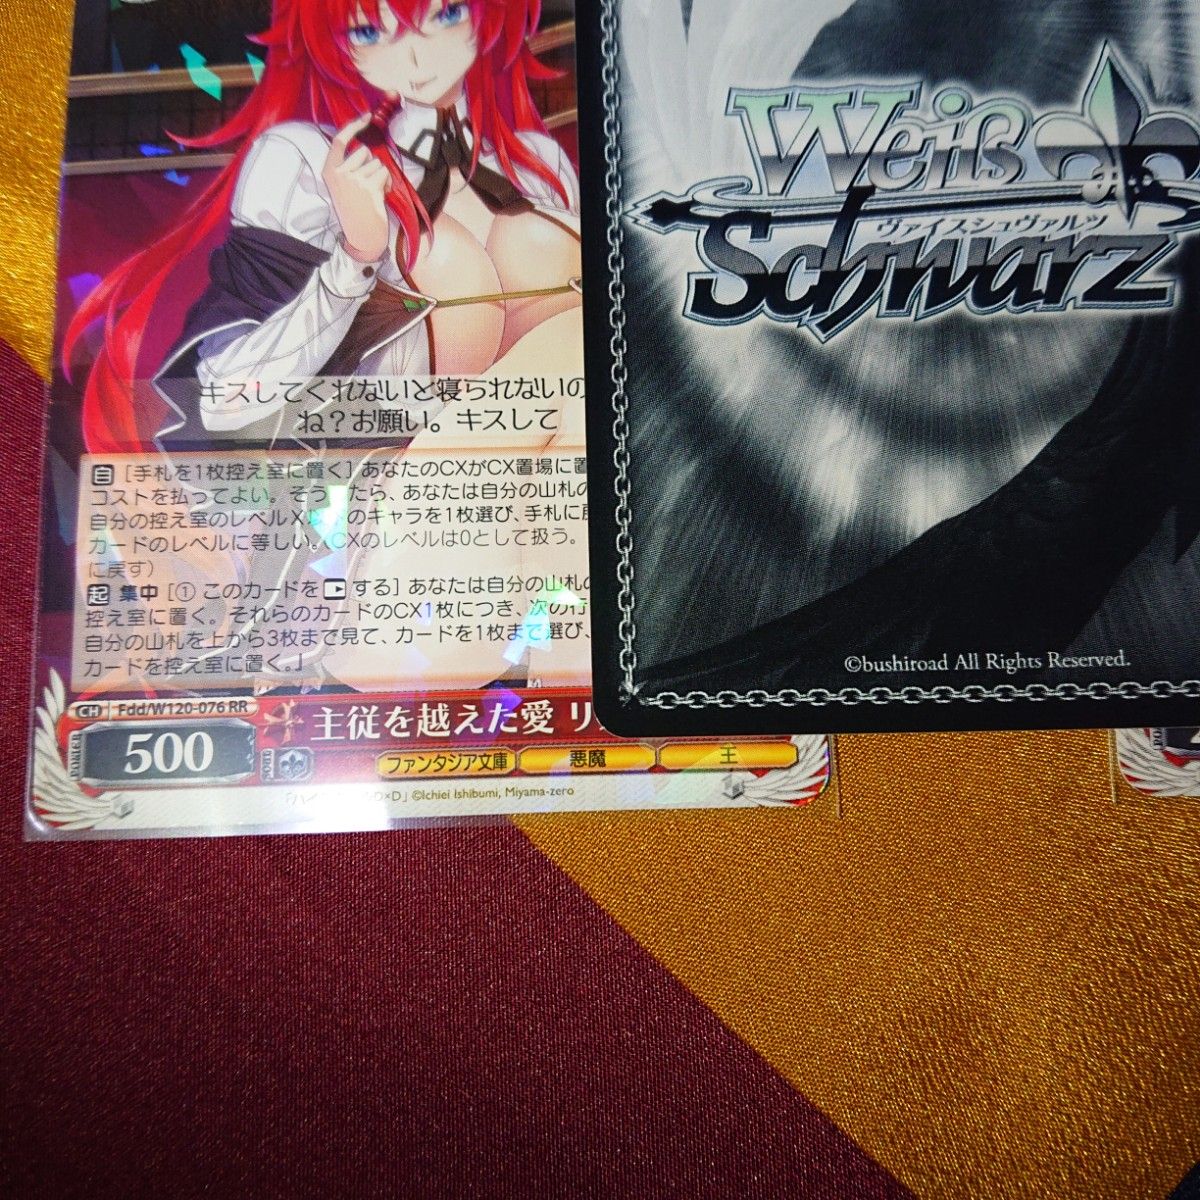 キスしてくれないと寝られないの
ね？お願い。キスして
自 [手札を1枚控え室に置く] あなたのCXがCX置場に置
コストを払ってよい。そう たら、あなたは自分の山札の
自分の控え室のレベルX のキャラを1枚選び、手札に戻
カードのレベルに等しい。(CXのレベルは0として扱う。
に戻す)
起 集中 [① このカードを する] あなたは自分の山札の
控え室に置く。それらのカードのCX1枚につき、次の行
自分の山札を上から3枚まで見て、カードを1枚まで選び、
カードを控え室に置く。』
CH Fdd/W120-076 RR
主従を越えた愛 リ
POWER 500 SOUL
ファンタジア文庫 悪魔 王
D×D」 ©Ichiei Ishibumi, Miyama-zero
Weiß
ヴァイスシュヴァルツ
Schwarz
©bushiroad All Rights Reserved.